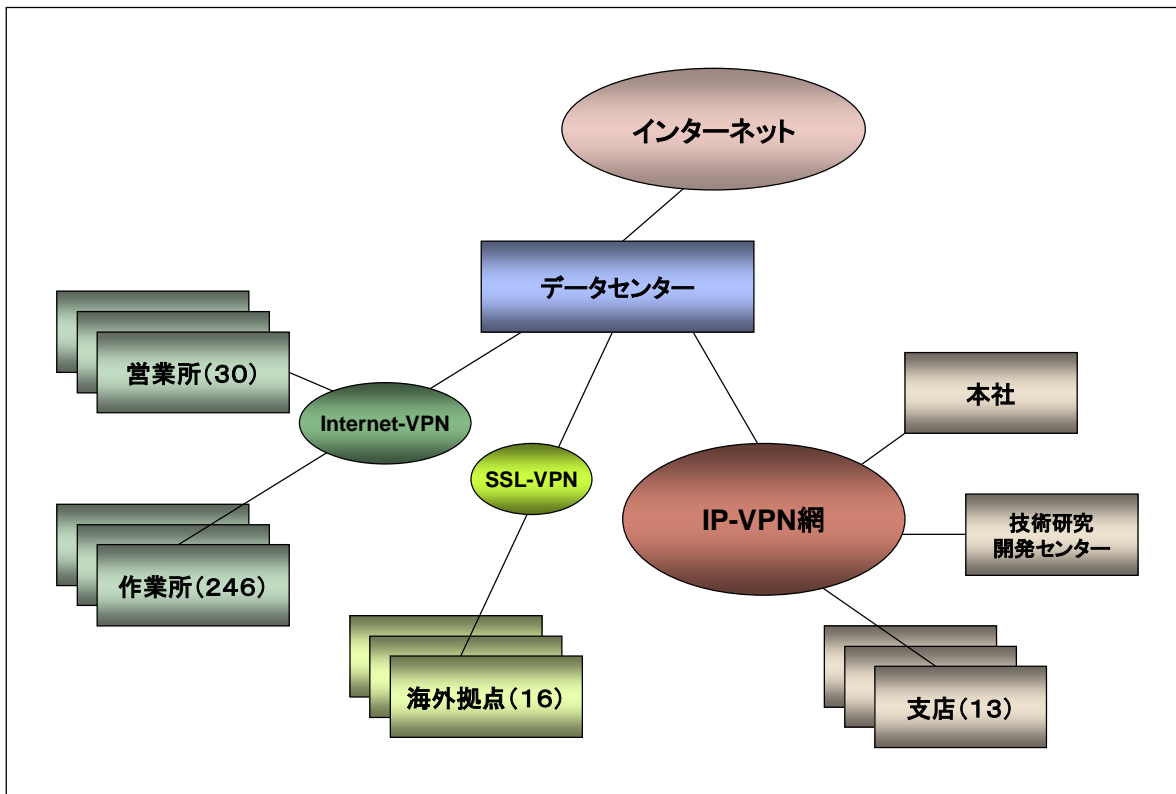 インターネット
データセンター
営業所(30)
Internet-VPN
本社
SSL-VPN
IP-VPN網
技術研究
開発センター
作業所(246)
海外拠点(16)
支店(13)